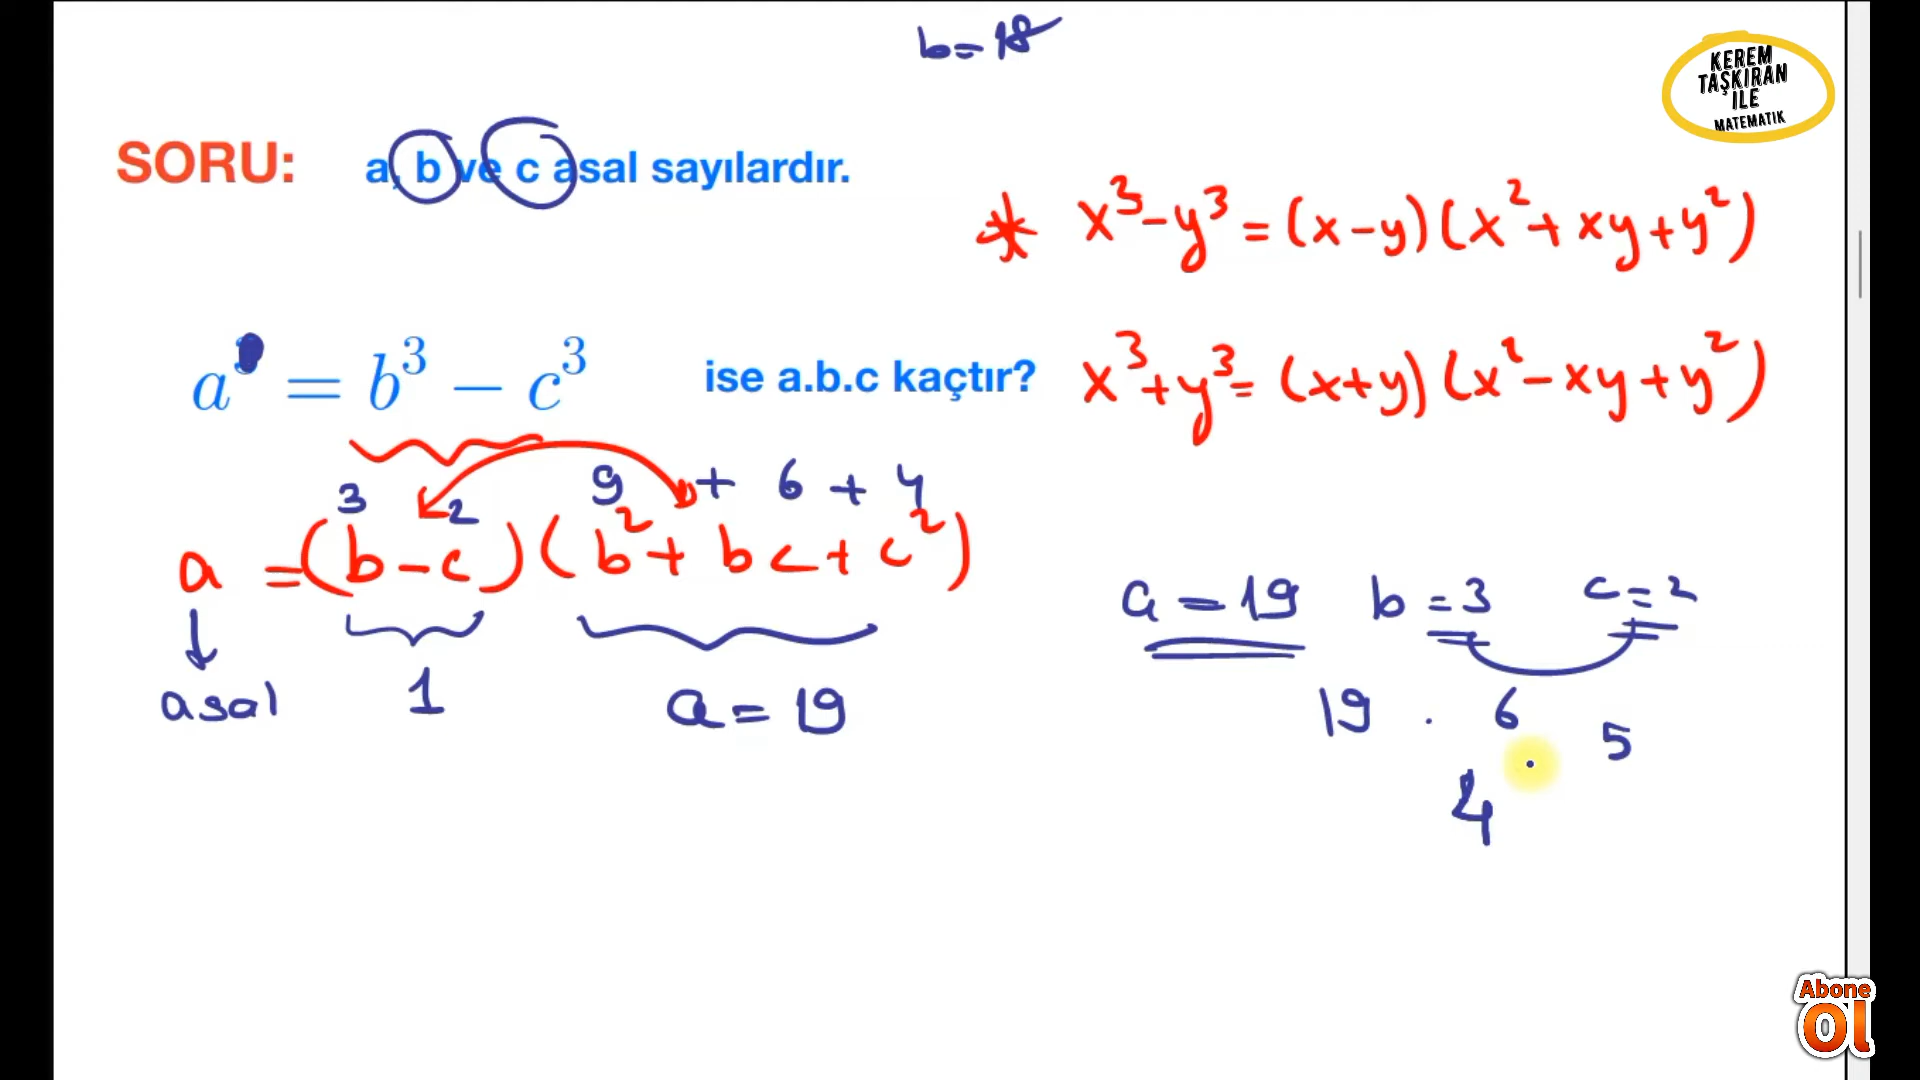 b=18
KEREM
TAŞKIRAN
İLE
MATEMATİK
SORU: a, b ve c asal sayılardır.
* x³-y³=(x-y)(x²+xy+y²)
a = b³ − c³ ise a.b.c kaçtır?
x³+y³=(x+y)(x²-xy+y²)
3 2 9 + 6 + 4
a =(b-c)(b²+bc+c²)
a=19 b=3 c=2
asal 1 a=19
19 . 6
5
4
Abone
Ol